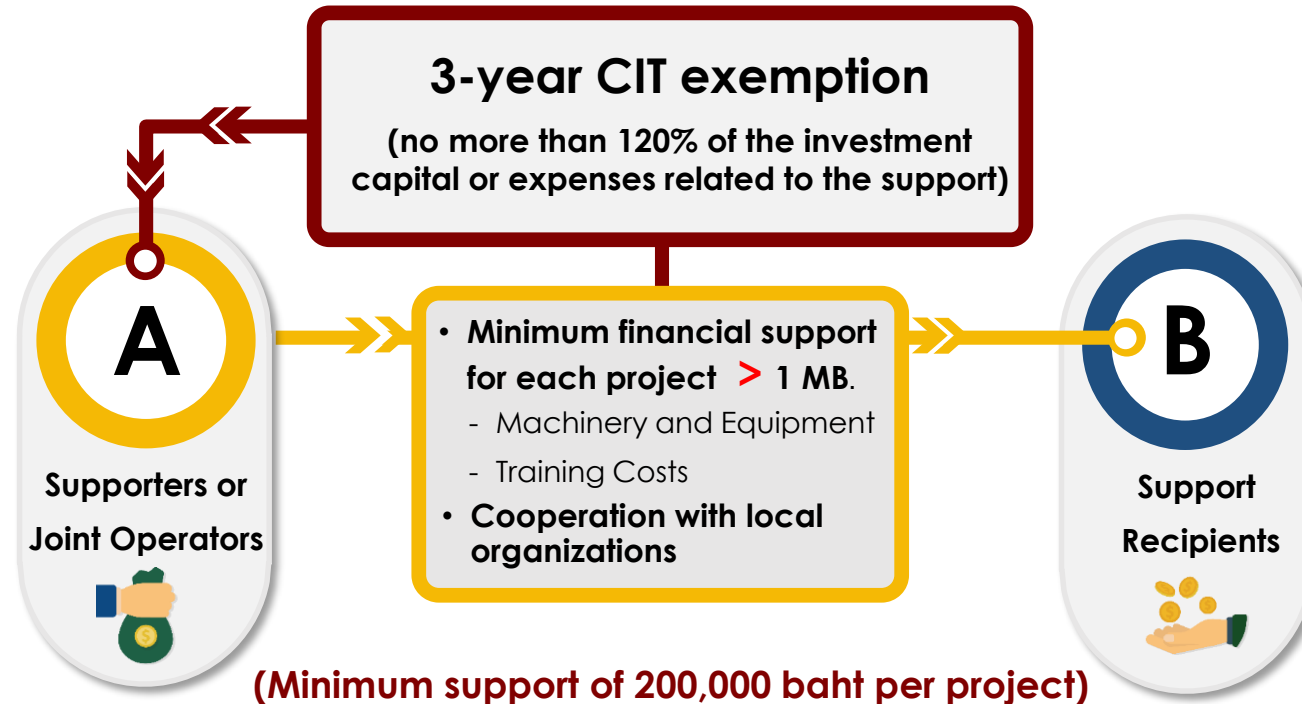 3-year CIT exemption
(no more than 120% of the investment
capital or expenses related to the support)
A
Supporters or
Joint Operators
• Minimum financial support
for each project > 1 MB.
- Machinery and Equipment
- Training Costs
• Cooperation with local
organizations
B
Support
Recipients
(Minimum support of 200,000 baht per project)